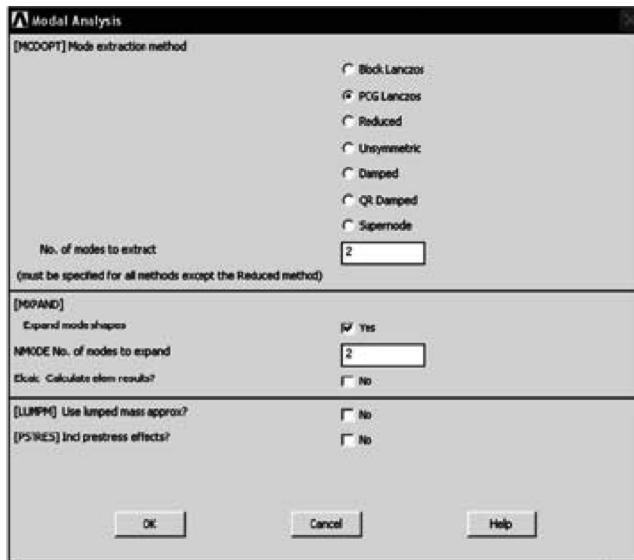 Modal Analysis
[MODOPT] Mode extraction method
Block Lanczos
PCG Lanczos
Reduced
Unsymmetric
Damped
QR Damped
Supernode
No. of modes to extract 2
(must be specified for all methods except the Reduced method)
[MXPAND]
Expand mode shapes Yes
NMODE No. of modes to expand 2
Elcalc Calculate elem results? No
[LUMPM] Use lumped mass approx? No
[PSTRES] Incl prestress effects? No
OK Cancel Help